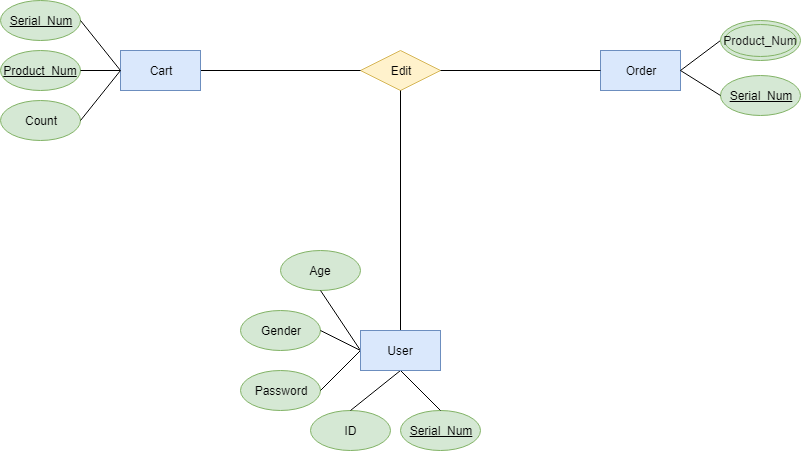 Serial_Num
Product_Num
Count
Cart
Edit
Order
Product_Num
Serial_Num
Age
Gender
Password
User
ID
Serial_Num